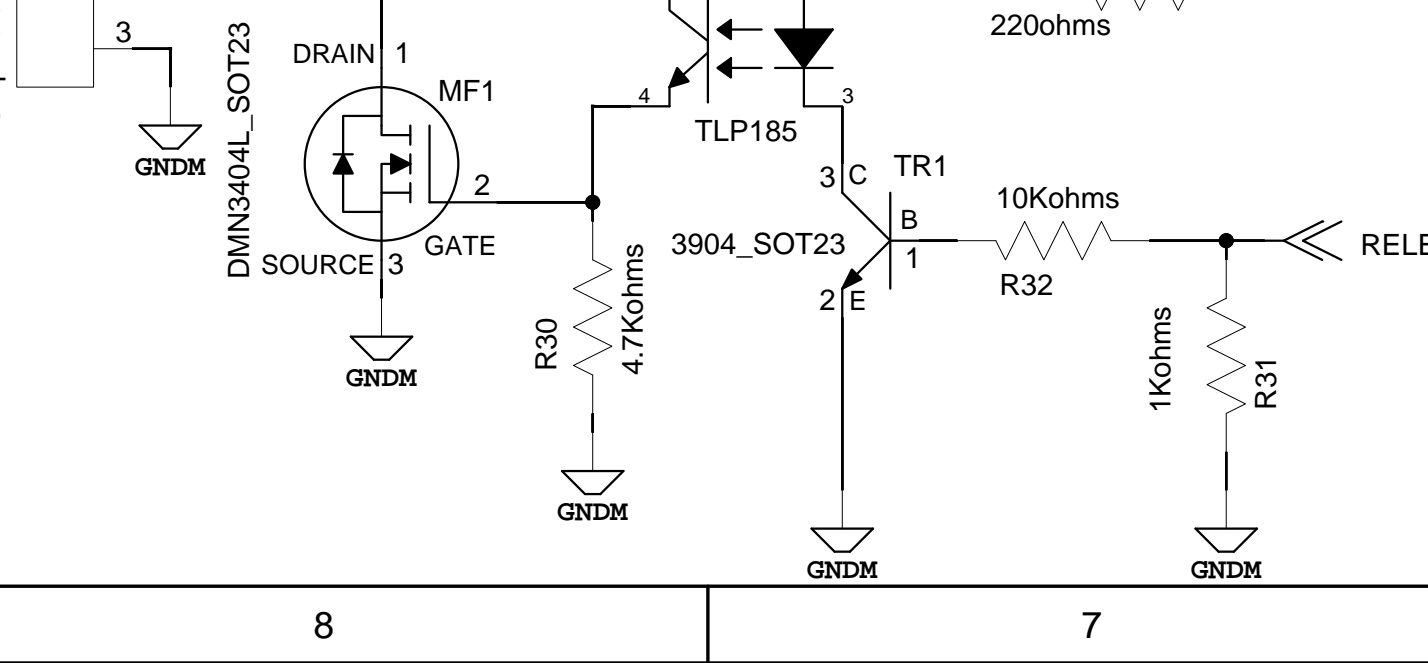 220ohms
3
DRAIN
1
MF1
DMN3404L_SOT23
GNDM
4
3
TLP185
2
GATE
SOURCE
3
GNDM
R30
4.7Kohms
GNDM
3
C
TR1
3904_SOT23
B
1
2
E
GNDM
10Kohms
R32
RELE
1Kohms
R31
GNDM
8
7